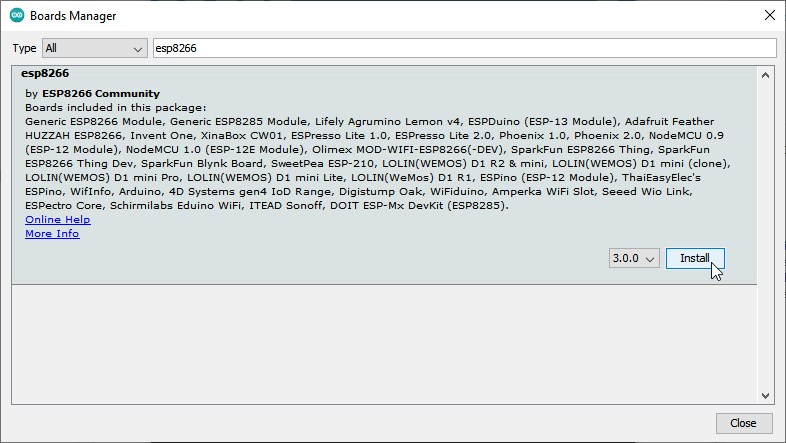 Boards Manager
Type All esp8266
esp8266
by ESP8266 Community
Boards included in this package:
Generic ESP8266 Module, Generic ESP8285 Module, Lifely Agrumino Lemon v4, ESPDuino (ESP-13 Module), Adafruit Feather
HUZZAH ESP8266, Invent One, XinaBox CW01, ESPresso Lite 1.0, ESPresso Lite 2.0, Phoenix 1.0, Phoenix 2.0, NodeMCU 0.9
(ESP-12 Module), NodeMCU 1.0 (ESP-12E Module), Olimex MOD-WIFI-ESP8266(-DEV), SparkFun ESP8266 Thing, SparkFun
ESP8266 Thing Dev, SparkFun Blynk Board, SweetPea ESP-210, LOLIN(WEMOS) D1 R2 & mini, LOLIN(WEMOS) D1 mini (clone),
LOLIN(WEMOS) D1 mini Pro, LOLIN(WEMOS) D1 mini Lite, LOLIN(WeMos) D1 R1, ESPino (ESP-12 Module), ThaiEasyElec's
ESPino, WifInfo, Arduino, 4D Systems gen4 IoD Range, Digistump Oak, WiFiduino, Amperka WiFi Slot, Seeed Wio Link,
ESPectro Core, Schirmilabs Eduino WiFi, ITEAD Sonoff, DOIT ESP-Mx DevKit (ESP8285).
Online Help
More Info
3.0.0 Install
Close